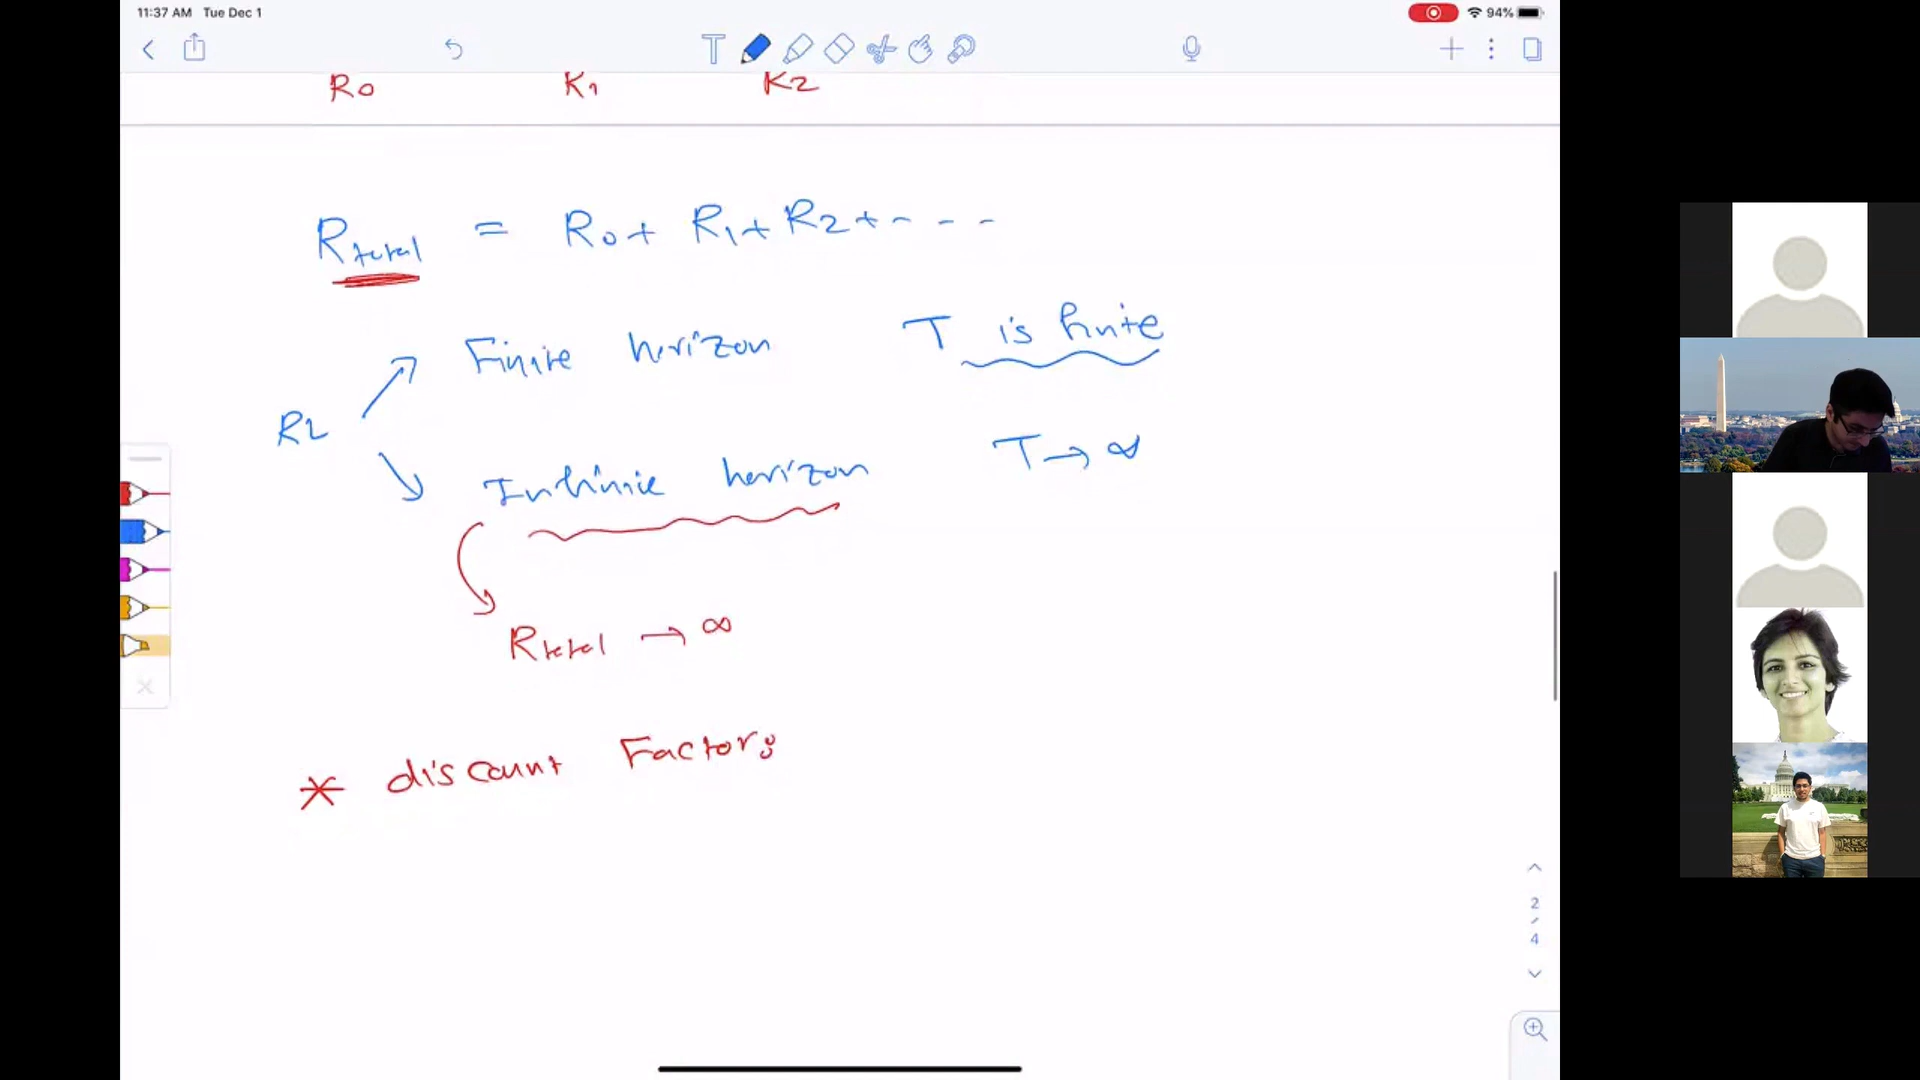 11:37 AM Tue Dec 1
94%
T
R0 R1 R2
Rtotal = R0 + R1 + R2 + - - - -
Finite horizon T is finite
RL
Infinite horizon T → ∞
Rtotal → ∞
* discount Factor:
2
4